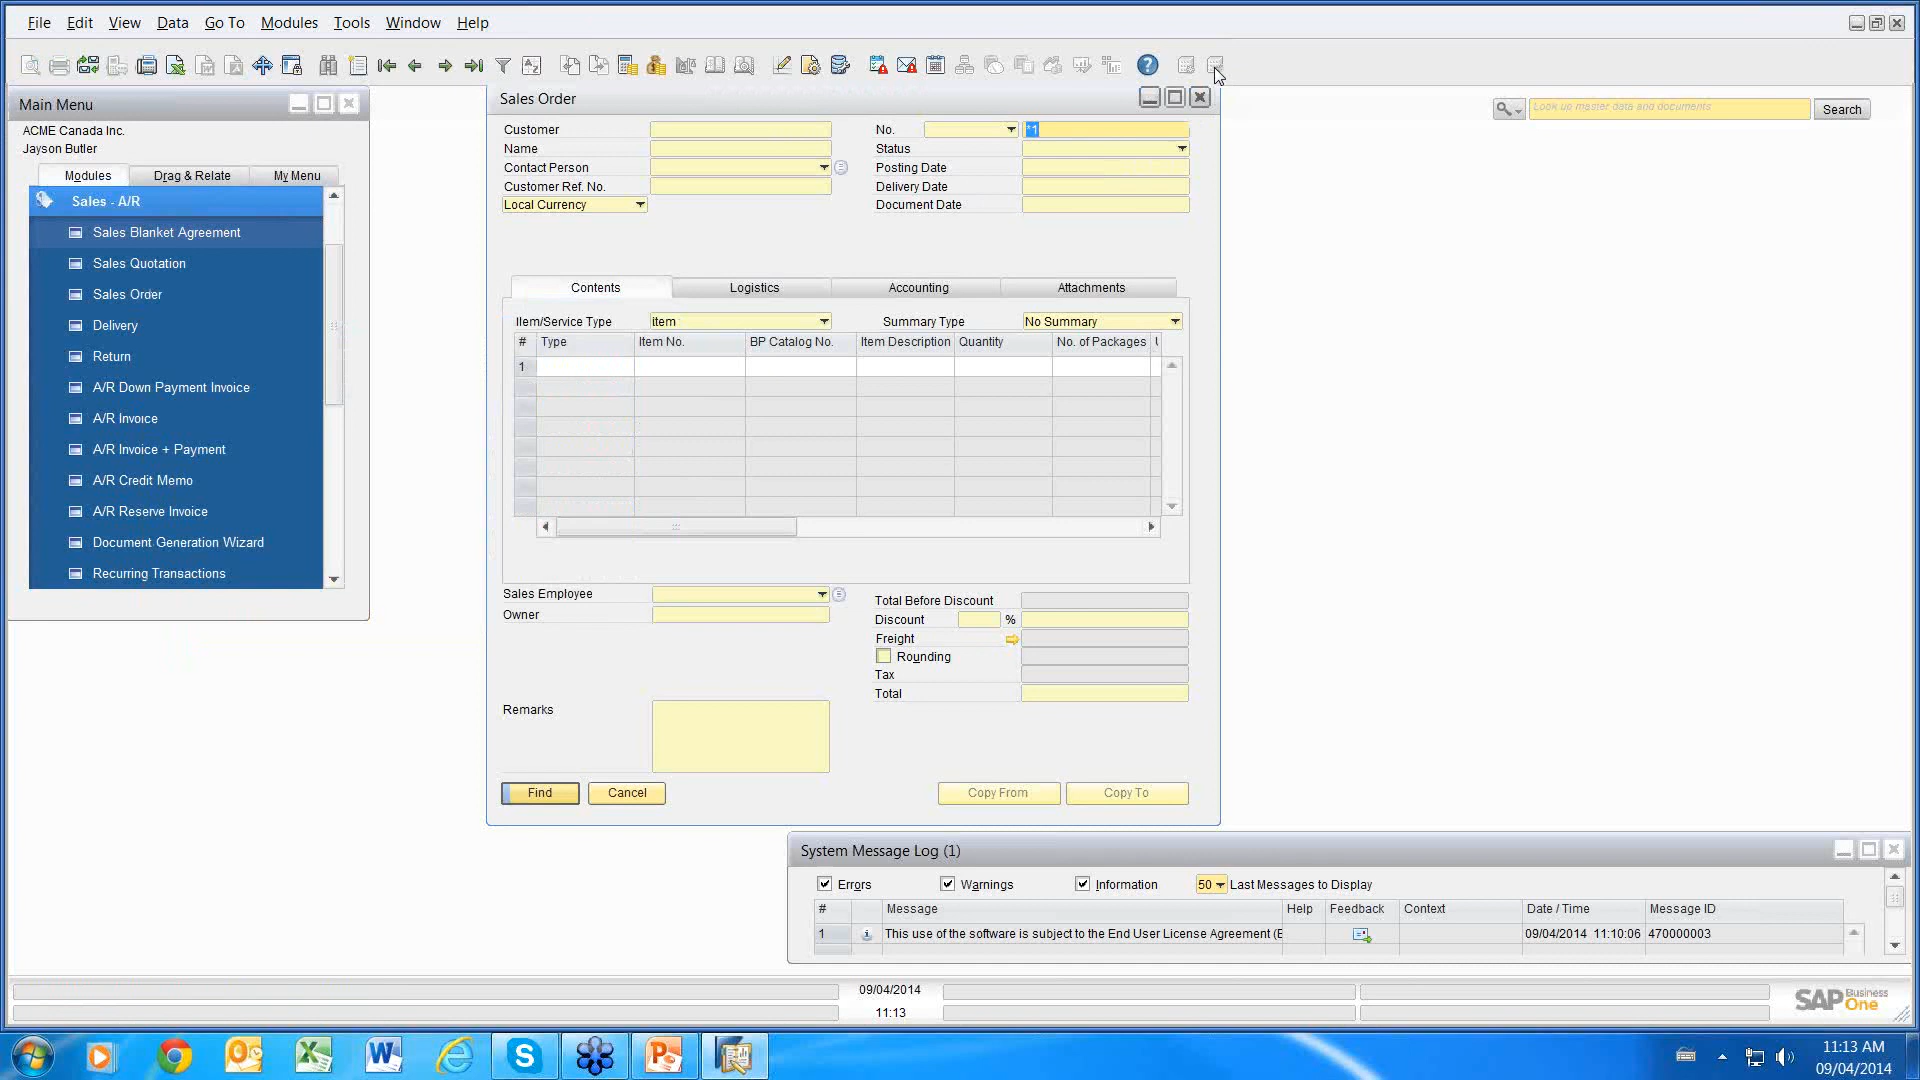 File Edit View Data Go To Modules Tools Window Help
Main Menu
ACME Canada Inc.
Jayson Butler
Modules Drag & Relate My Menu
Sales - A/R
Sales Blanket Agreement
Sales Quotation
Sales Order
Delivery
Return
A/R Down Payment Invoice
A/R Invoice
A/R Invoice + Payment
A/R Credit Memo
A/R Reserve Invoice
Document Generation Wizard
Recurring Transactions
Look up master data and documents Search
Sales Order
Customer No. *1
Name Status
Contact Person Posting Date
Customer Ref. No. Delivery Date
Local Currency Document Date
Contents Logistics Accounting Attachments
Item/Service Type Item Summary Type No Summary
# Type Item No. BP Catalog No. Item Description Quantity No. of Packages
1
Sales Employee
Owner
Total Before Discount
Discount %
Freight
Rounding
Tax
Total
Remarks
Find Cancel Copy From Copy To
System Message Log (1)
Errors Warnings Information 50 Last Messages to Display
# Message Help Feedback Context Date / Time Message ID
1 This use of the software is subject to the End User License Agreement (E 09/04/2014 11:10:06 470000003
09/04/2014
11:13
SAP Business One
11:13 AM
09/04/2014